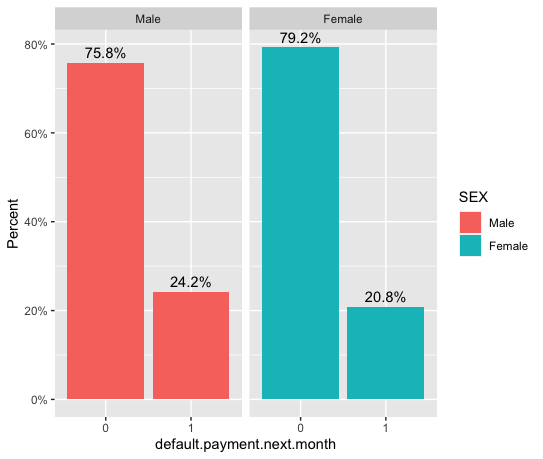 Male Female
80%
60%
40%
20%
0%
Percent
75.8%
24.2%
79.2%
20.8%
0 1 0 1
default.payment.next.month
SEX
Male
Female